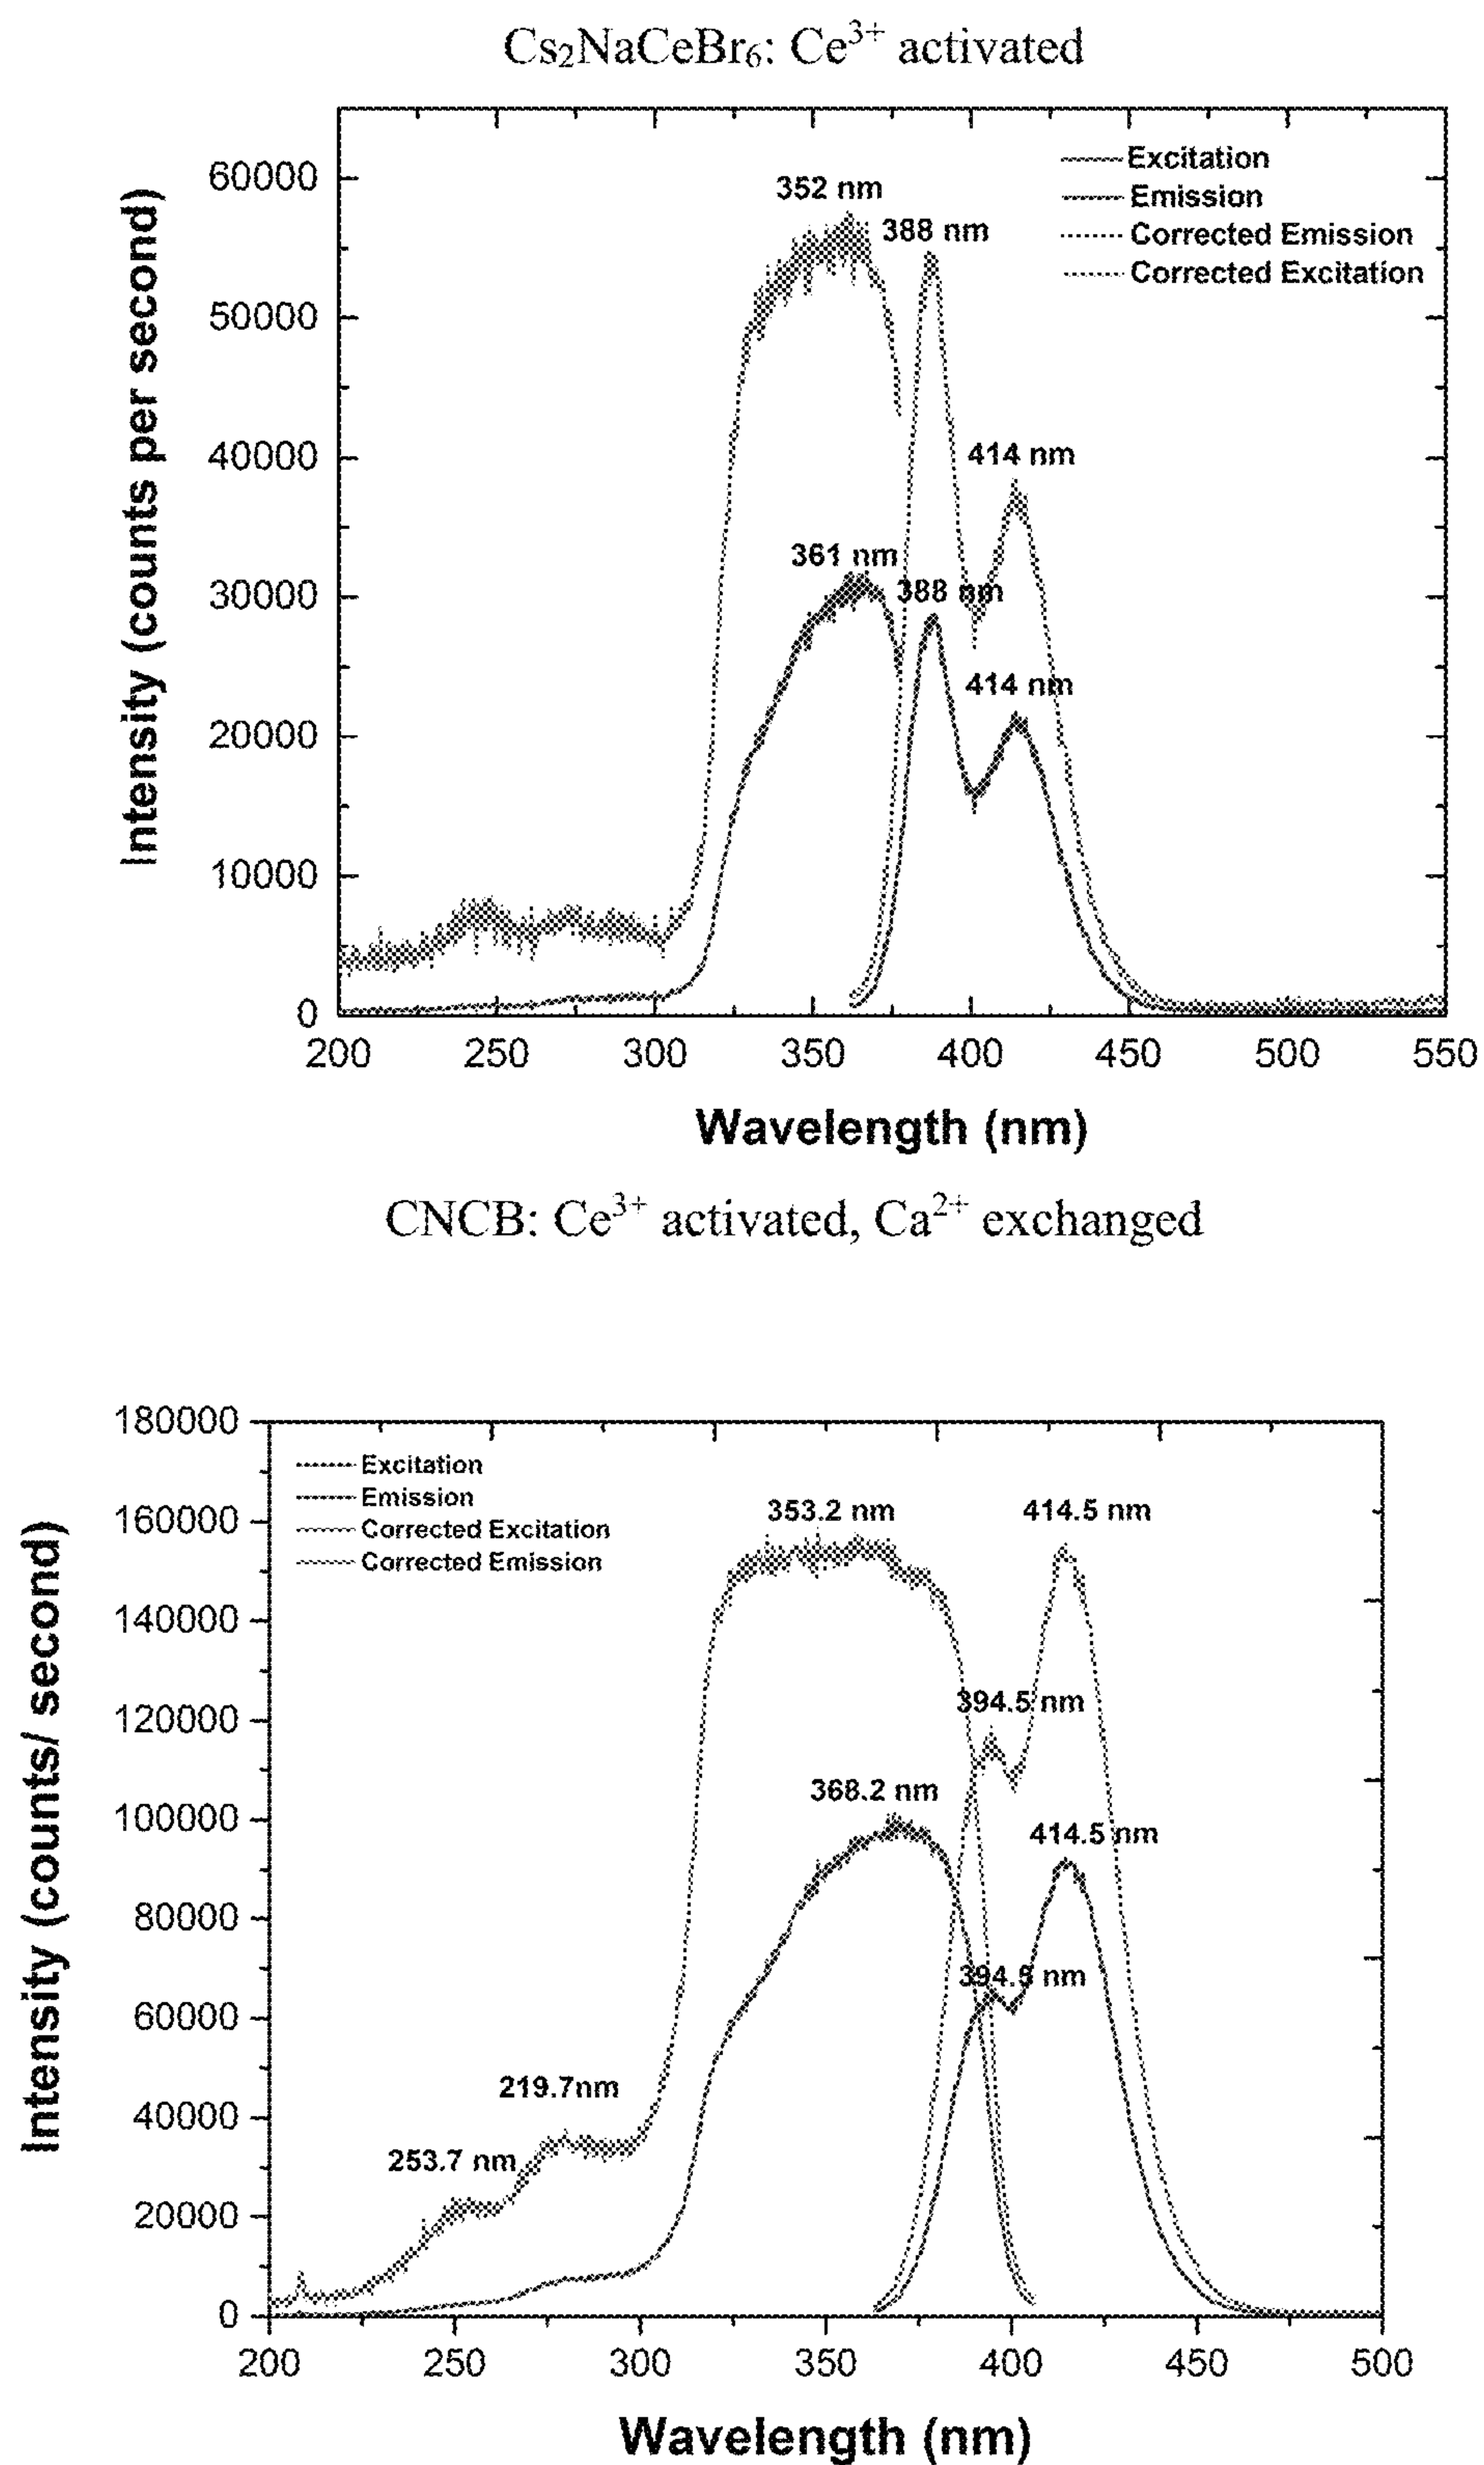 Cs₂NaCeBr₆: Ce³⁺ activated
Excitation
Emission
Corrected Emission
Corrected Excitation
352 nm
388 nm
414 nm
361 nm
388 nm
414 nm
60000
50000
40000
30000
20000
10000
0
Intensity (counts per second)
200 250 300 350 400 450 500 550
Wavelength (nm)
CNCB: Ce³⁺ activated, Ca²⁺ exchanged
Excitation
Emission
Corrected Excitation
Corrected Emission
353.2 nm
414.5 nm
394.5 nm
368.2 nm
414.5 nm
394.5 nm
219.7nm
253.7 nm
180000
160000
140000
120000
100000
80000
60000
40000
20000
0
Intensity (counts/ second)
200 250 300 350 400 450 500
Wavelength (nm)